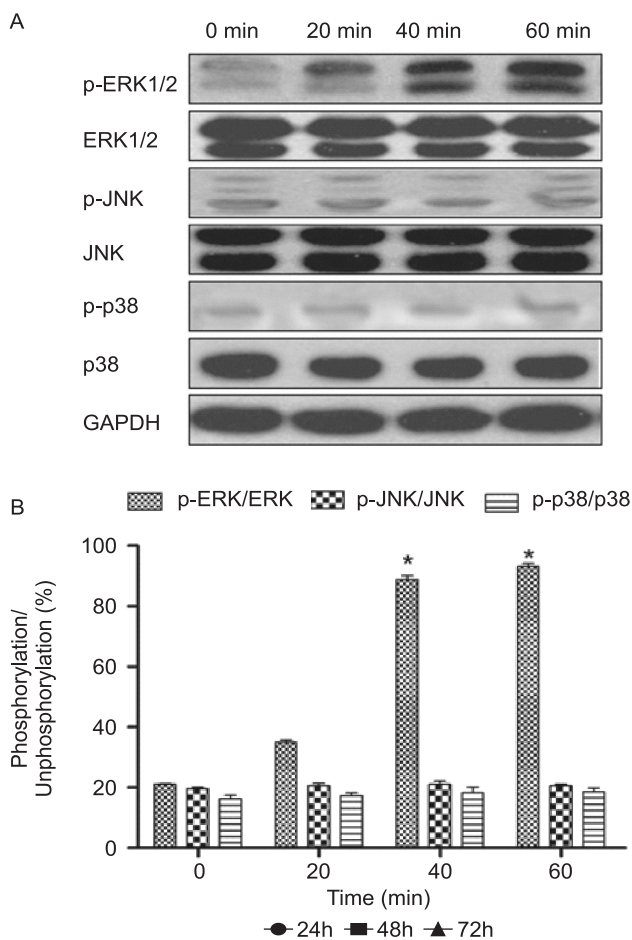 A
0 min 20 min 40 min 60 min
p-ERK1/2
ERK1/2
p-JNK
JNK
p-p38
p38
GAPDH
B
p-ERK/ERK p-JNK/JNK p-p38/p38
Phosphorylation/
Unphosphorylation (%)
100
80
60
40
20
0
* *
0 20 40 60
Time (min)
24h 48h 72h